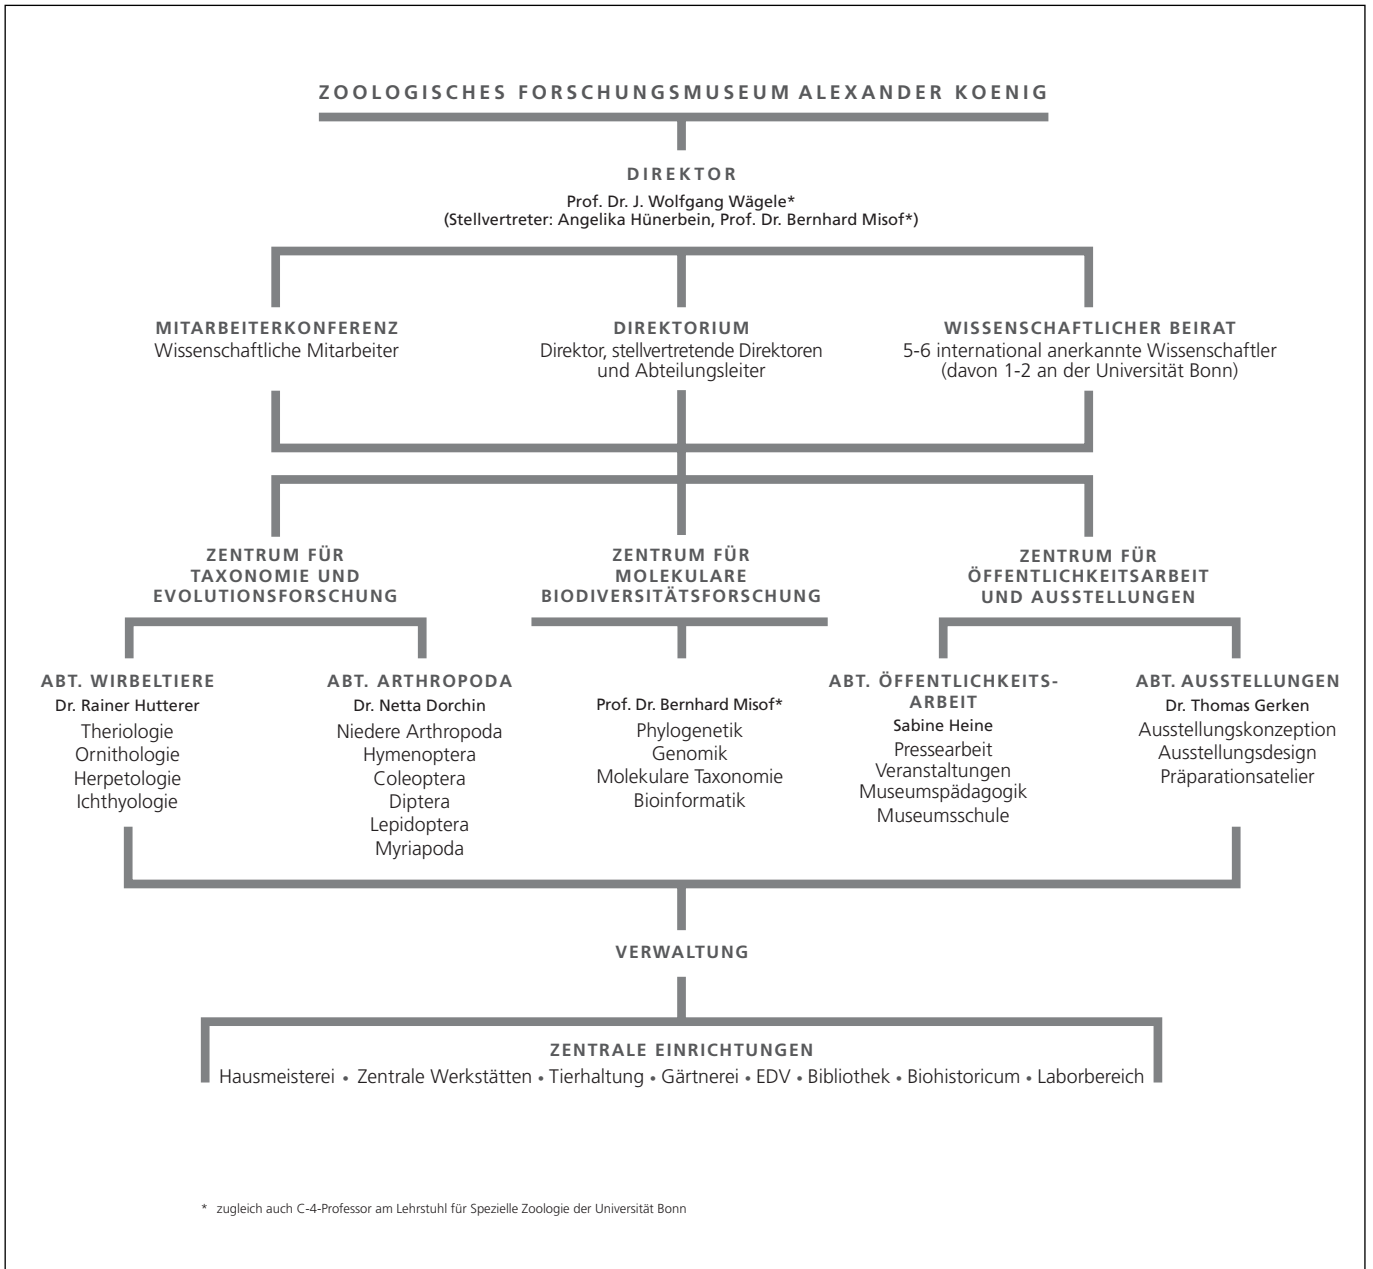 ZOOLOGISCHES FORSCHUNGSMUSEUM ALEXANDER KOENIG
DIREKTOR
Prof. Dr. J. Wolfgang Wägele*
(Stellvertreter: Angelika Hünerbein, Prof. Dr. Bernhard Misof*)
MITARBEITERKONFERENZ
Wissenschaftliche Mitarbeiter
DIREKTORIUM
Direktor, stellvertretende Direktoren
und Abteilungsleiter
WISSENSCHAFTLICHER BEIRAT
5-6 international anerkannte Wissenschaftler
(davon 1-2 an der Universität Bonn)
ZENTRUM FÜR
TAXONOMIE UND
EVOLUTIONSFORSCHUNG
ZENTRUM FÜR
MOLEKULARE
BIODIVERSITÄTSFORSCHUNG
ZENTRUM FÜR
ÖFFENTLICHKEITSARBEIT
UND AUSSTELLUNGEN
ABT. WIRBELTIERE
Dr. Rainer Hutterer
Theriologie
Ornithologie
Herpetologie
Ichthyologie
ABT. ARTHROPODA
Dr. Netta Dorchin
Niedere Arthropoda
Hymenoptera
Coleoptera
Diptera
Lepidoptera
Myriapoda
Prof. Dr. Bernhard Misof*
Phylogenetik
Genomik
Molekulare Taxonomie
Bioinformatik
ABT. ÖFFENTLICHKEITS-
ARBEIT
Sabine Heine
Pressearbeit
Veranstaltungen
Museumspädagogik
Museumsschule
ABT. AUSSTELLUNGEN
Dr. Thomas Gerken
Ausstellungskonzeption
Ausstellungsdesign
Präparationsatelier
VERWALTUNG
ZENTRALE EINRICHTUNGEN
Hausmeisterei • Zentrale Werkstätten • Tierhaltung • Gärtnerei • EDV • Bibliothek • Biohistoricum • Laborbereich
* zugleich auch C-4-Professor am Lehrstuhl für Spezielle Zoologie der Universität Bonn